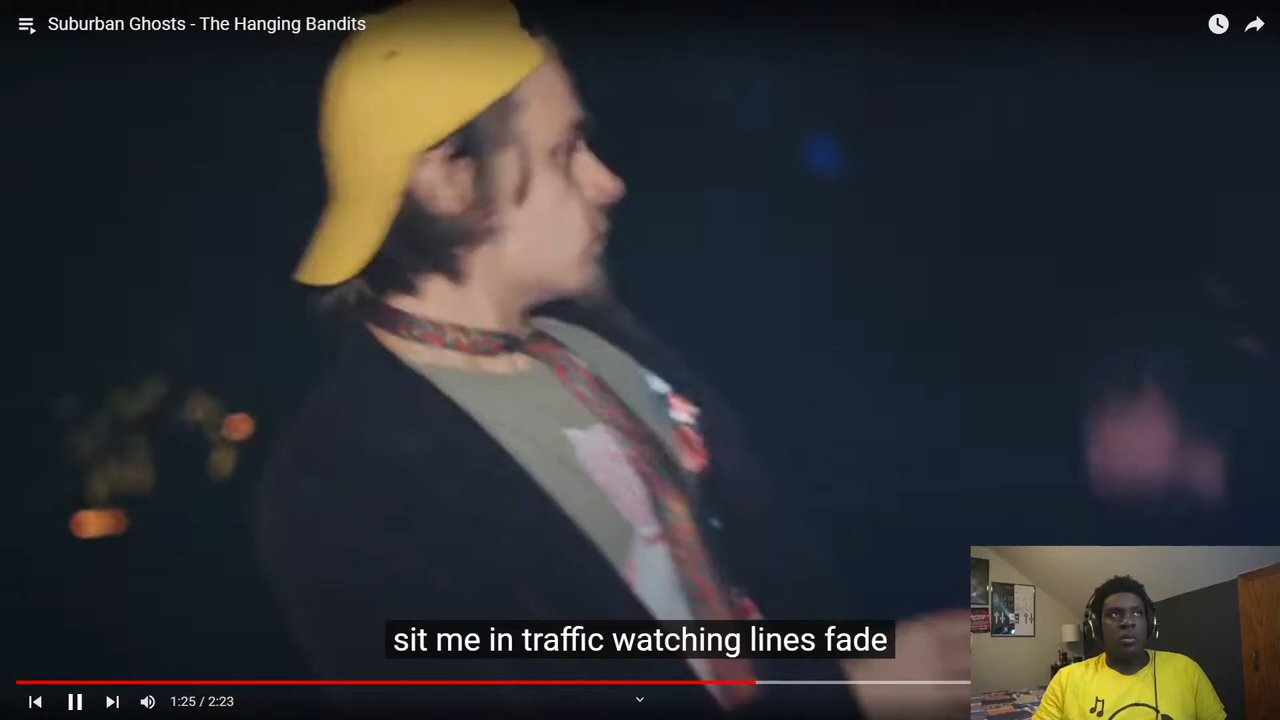 Suburban Ghosts - The Hanging Bandits
sit me in traffic watching lines fade
1:25 / 2:23